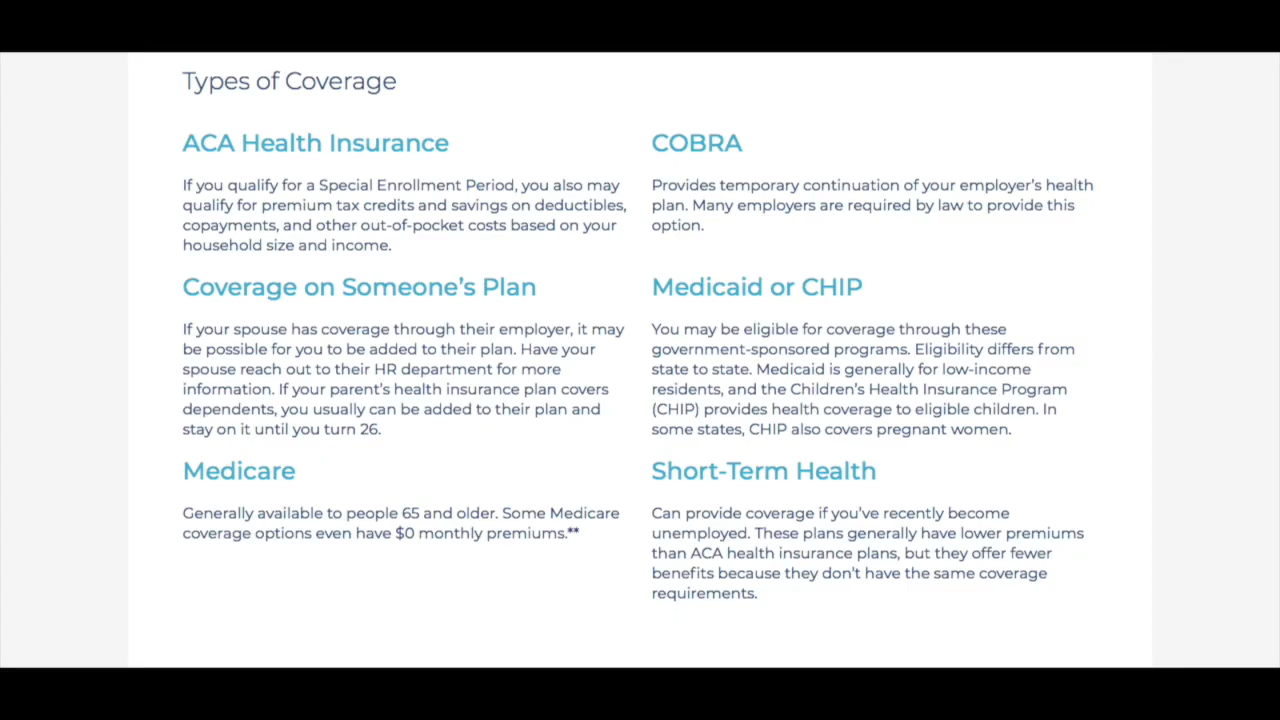 Types of Coverage
ACA Health Insurance
If you qualify for a Special Enrollment Period, you also may
qualify for premium tax credits and savings on deductibles,
copayments, and other out-of-pocket costs based on your
household size and income.
COBRA
Provides temporary continuation of your employer's health
plan. Many employers are required by law to provide this
option.
Coverage on Someone's Plan
If your spouse has coverage through their employer, it may
be possible for you to be added to their plan. Have your
spouse reach out to their HR department for more
information. If your parent's health insurance plan covers
dependents, you usually can be added to their plan and
stay on it until you turn 26.
Medicaid or CHIP
You may be eligible for coverage through these
government-sponsored programs. Eligibility differs from
state to state. Medicaid is generally for low-income
residents, and the Children's Health Insurance Program
(CHIP) provides health coverage to eligible children. In
some states, CHIP also covers pregnant women.
Medicare
Generally available to people 65 and older. Some Medicare
coverage options even have $0 monthly premiums.**
Short-Term Health
Can provide coverage if you've recently become
unemployed. These plans generally have lower premiums
than ACA health insurance plans, but they offer fewer
benefits because they don't have the same coverage
requirements.